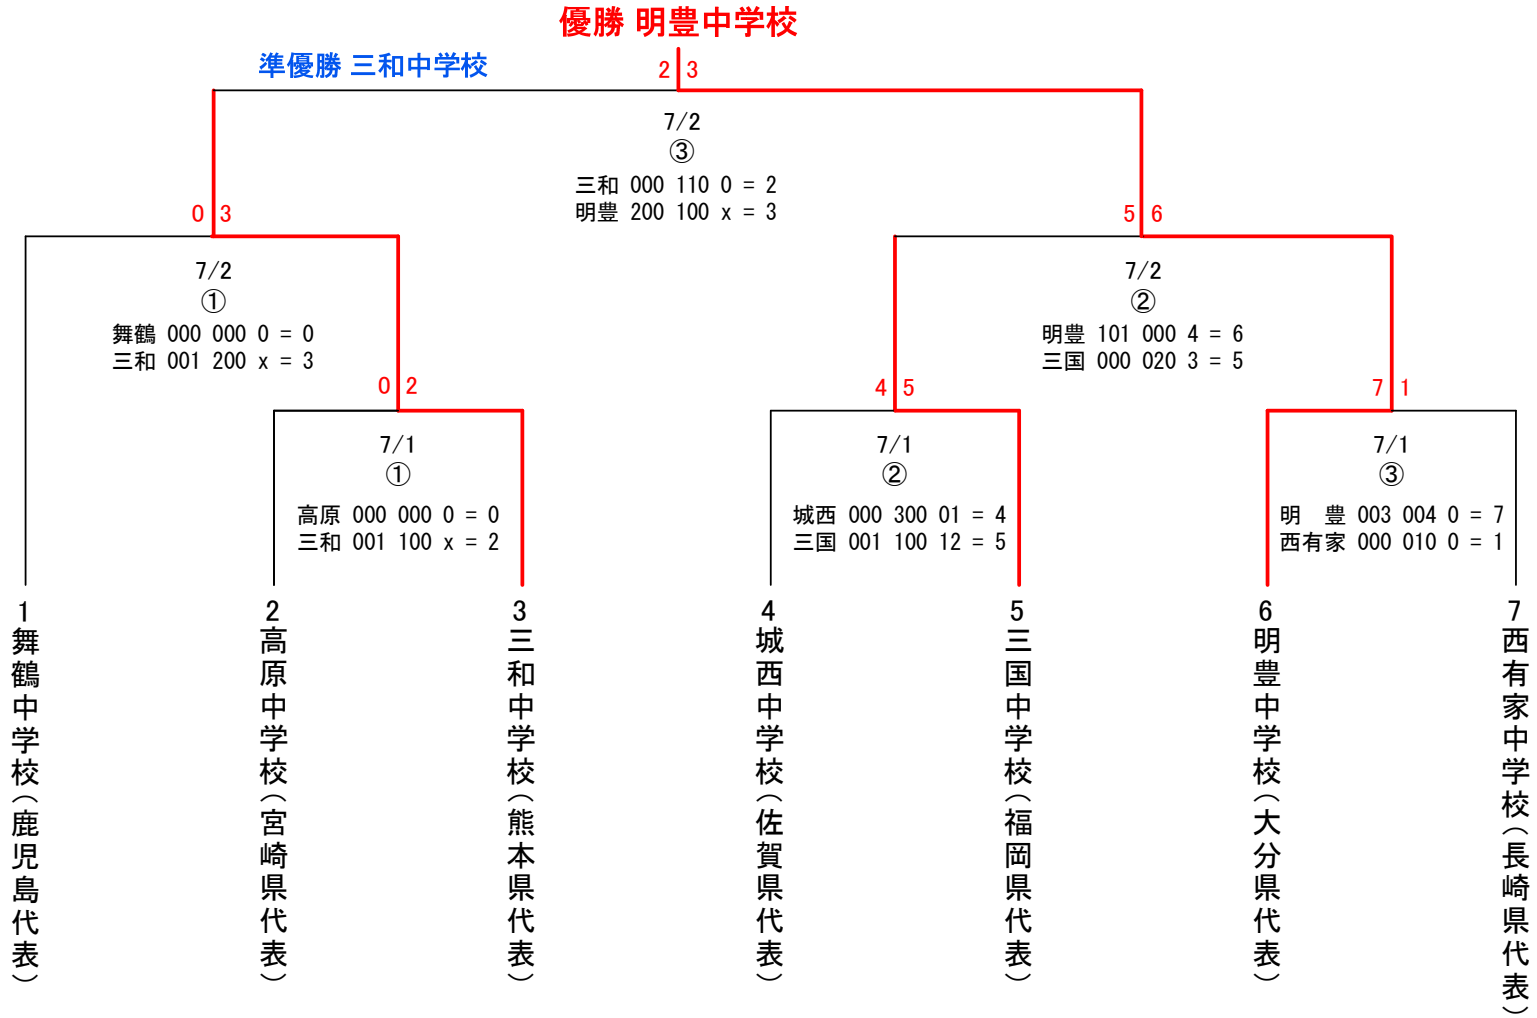 優勝 明豊中学校
準優勝 三和中学校
2 3
7/2
③
三和 000 110 0 = 2
明豊 200 100 x = 3
0 3
7/2
①
舞鶴 000 000 0 = 0
三和 001 200 x = 3
5 6
7/2
②
明豊 101 000 4 = 6
三国 000 020 3 = 5
0 2
7/1
①
高原 000 000 0 = 0
三和 001 100 x = 2
4 5
7/1
②
城西 000 300 01 = 4
三国 001 100 12 = 5
7 1
7/1
③
明　豊 003 004 0 = 7
西有家 000 010 0 = 1
1 舞鶴中学校(鹿児島代表)
2 高原中学校(宮崎県代表)
3 三和中学校(熊本県代表)
4 城西中学校(佐賀県代表)
5 三国中学校(福岡県代表)
6 明豊中学校(大分県代表)
7 西有家中学校(長崎県代表)